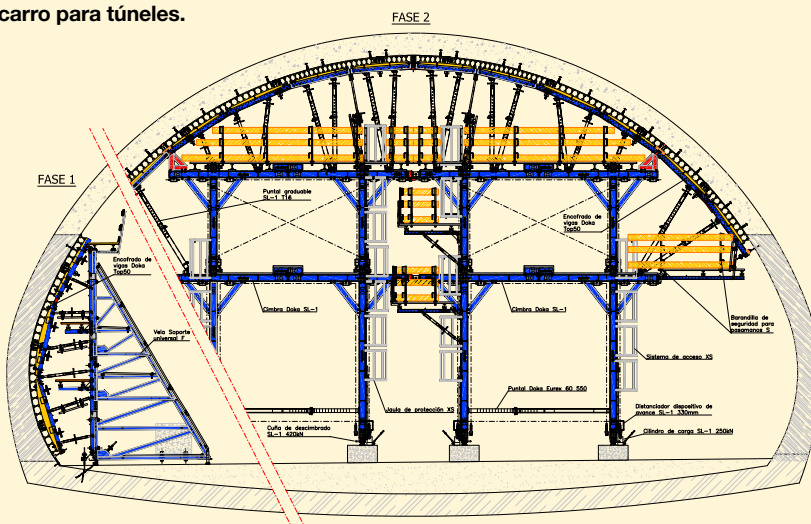 carro para túneles.
FASE 2
FASE 1
Puntal graduable
SL-1 T16
Encofrado de
vigas Doka
Top50
Encofrado de
vigas Doka
Top50
Cimbra Doka SL-1
Cimbra Doka SL-1
Barandilla de
seguridad para
pasamanos S
Vela Soporte
universal F
Sistema de acceso XS
Jaula de protección XS
Puntal Doka Eurex 60 550
Distanciador dispositivo de
avance SL-1 330mm
Cuña de descimbrado
SL-1 420kN
Cilindro de carga SL-1 250kN